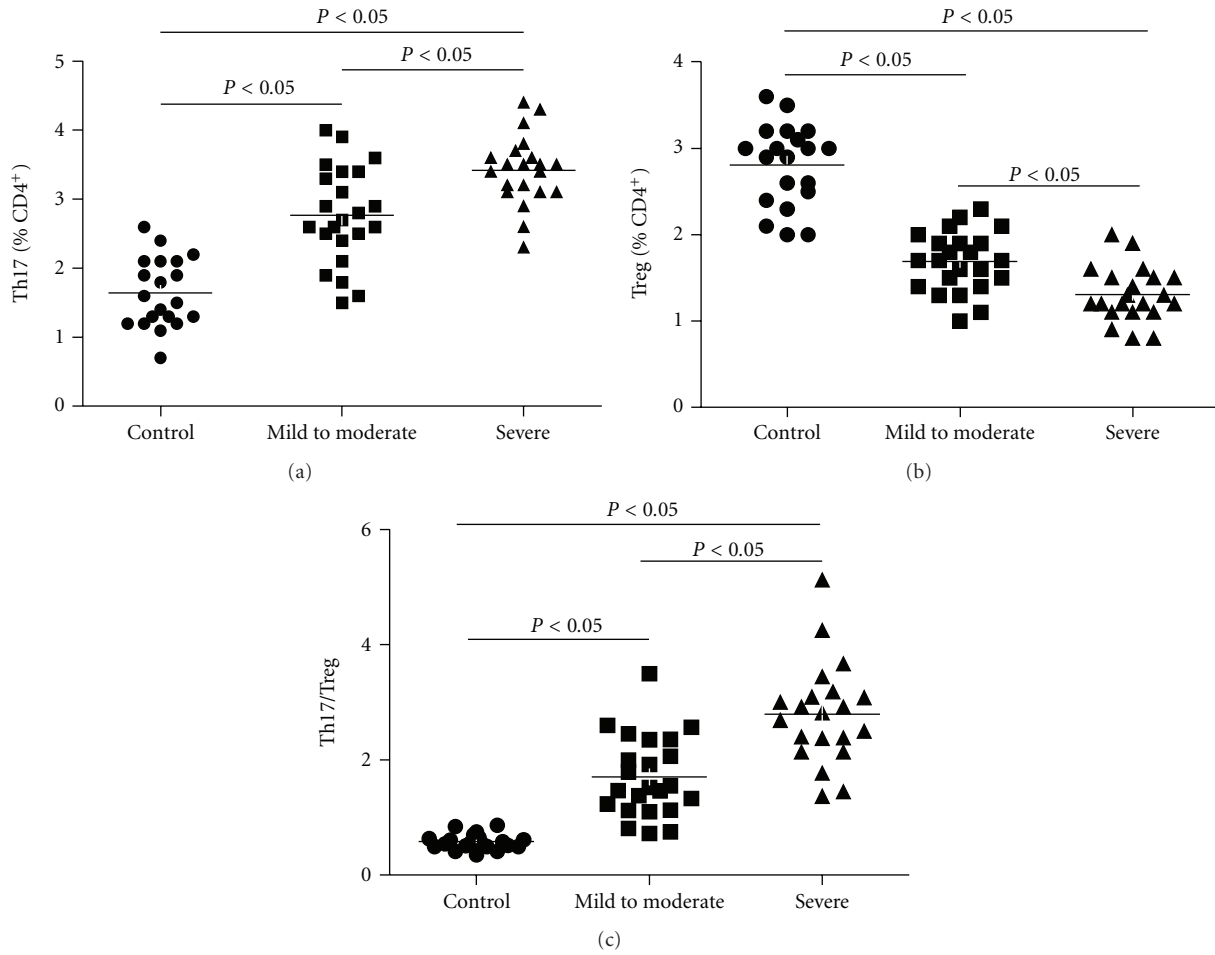 P < 0.05
P < 0.05
P < 0.05
5
4
3
2
1
0
Th17 (% CD4⁺)
Control Mild to moderate Severe
(a)
P < 0.05
P < 0.05
P < 0.05
4
3
2
1
0
Treg (% CD4⁺)
Control Mild to moderate Severe
(b)
P < 0.05
P < 0.05
P < 0.05
6
4
2
0
Th17/Treg
Control Mild to moderate Severe
(c)